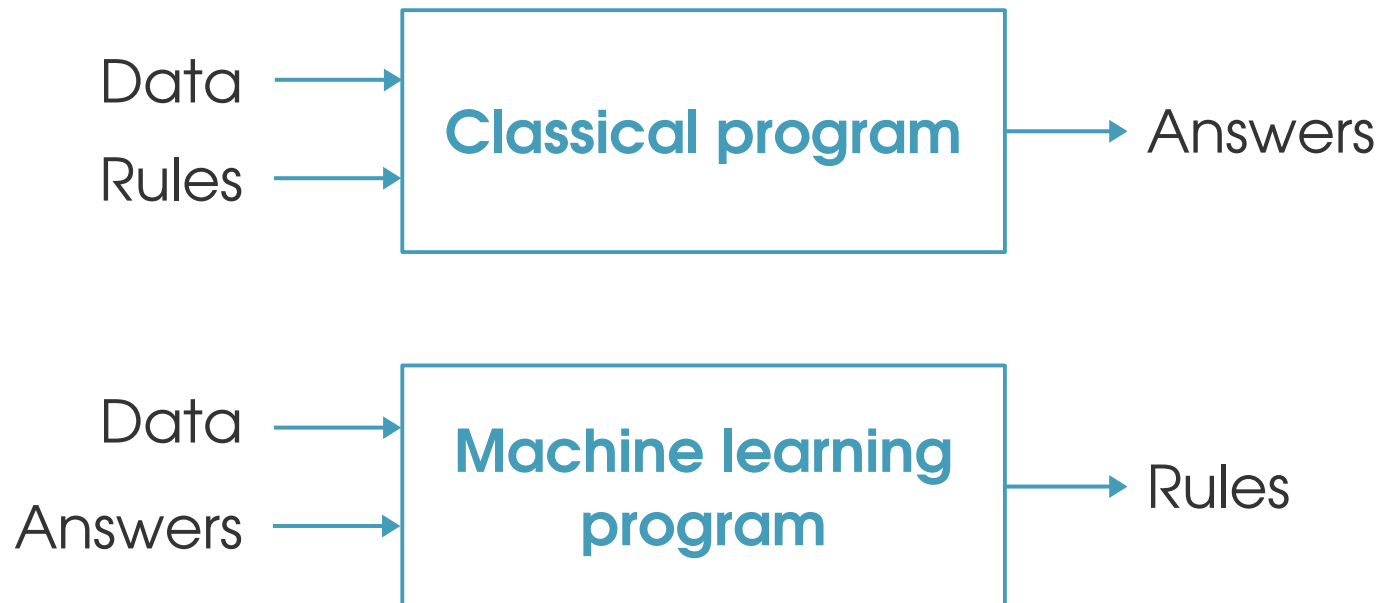 Data
Rules
Classical program
Answers
Data
Answers
Machine learning
program
Rules